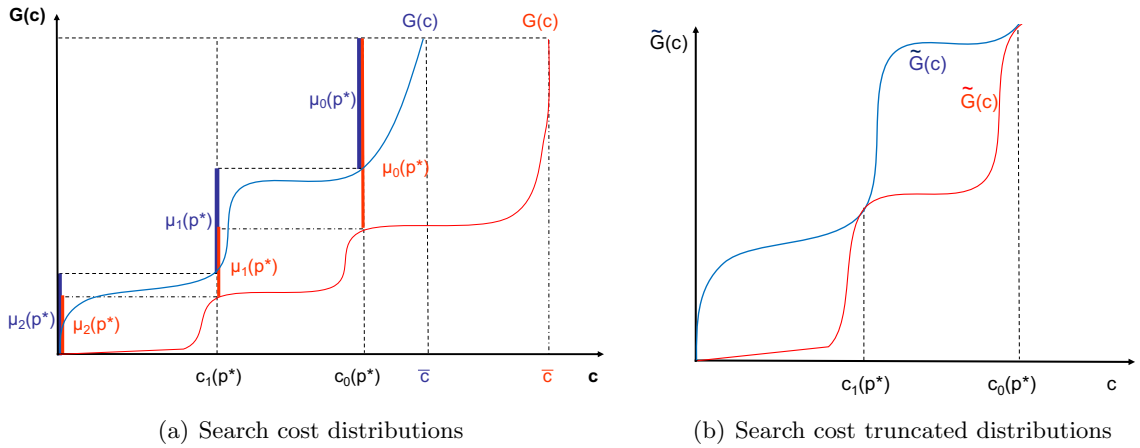 G(c)
G(c)
G(c)
μ0(p*)
μ0(p*)
μ1(p*)
μ1(p*)
μ2(p*)
μ2(p*)
c1(p*)
c0(p*)
c̅
c̅
c
(a) Search cost distributions
G̃(c)
G̃(c)
G̃(c)
c1(p*)
c0(p*)
c
(b) Search cost truncated distributions